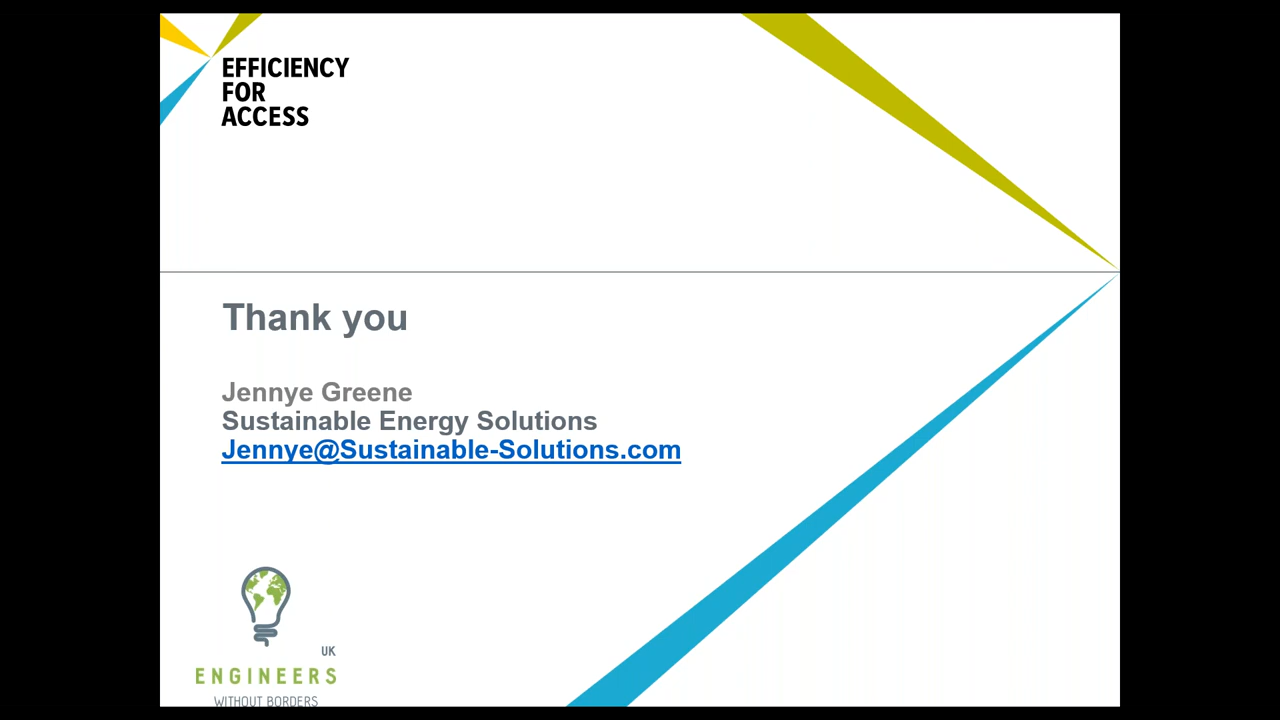 EFFICIENCY
FOR
ACCESS
Thank you
Jennye Greene
Sustainable Energy Solutions
Jennye@Sustainable-Solutions.com
UK
ENGINEERS
WITHOUT BORDERS